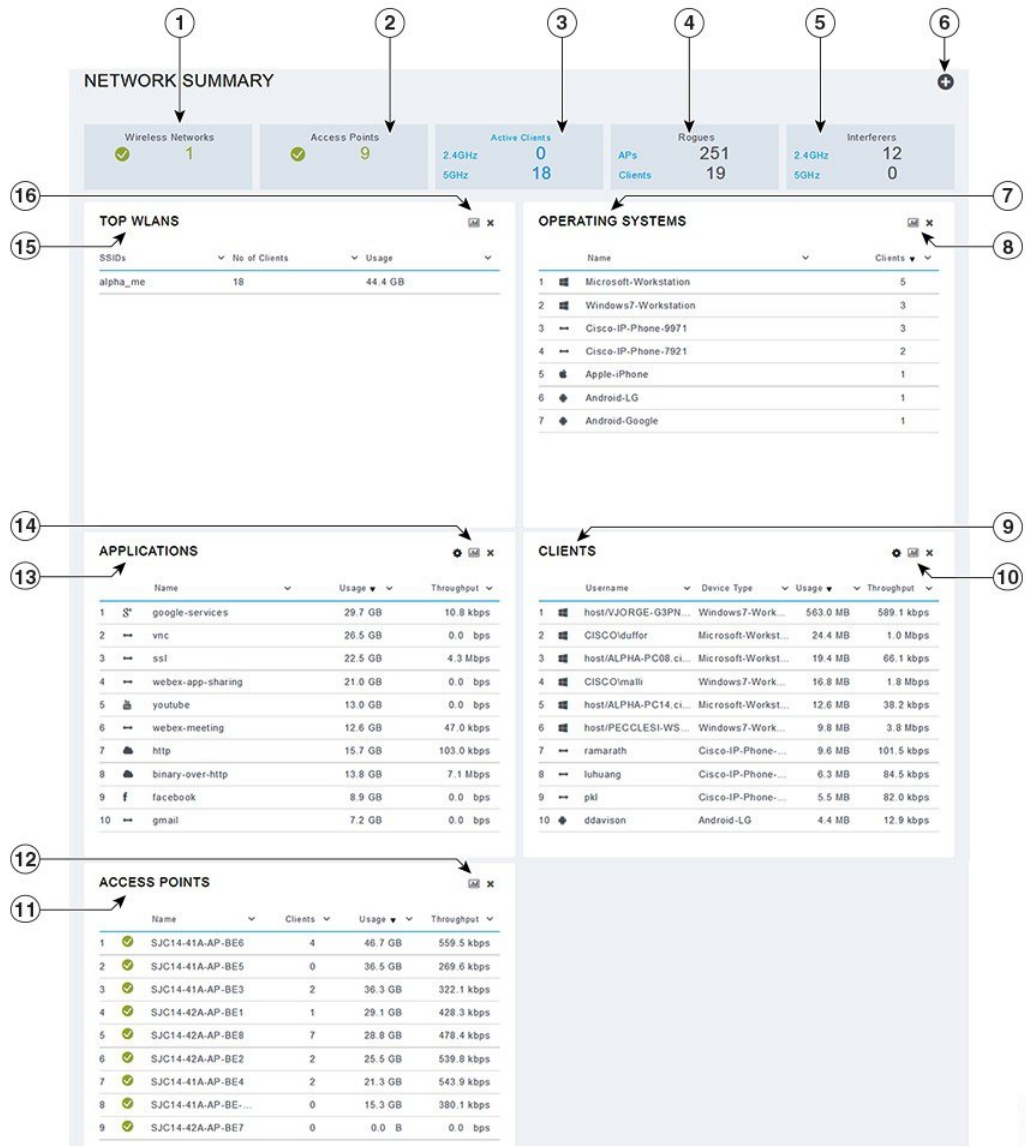 1 2 3 4 5 6
NETWORK SUMMARY
Wireless Networks
1
Access Points
9
Active Clients
2.4GHz 0
5GHz 18
Rogues
APs 251
Clients 19
Interferers
2.4GHz 12
5GHz 0
16
15
TOP WLANS
SSIDs No of Clients Usage
alpha_me 18 44.4 GB
7
8
OPERATING SYSTEMS
Name Clients
1 Microsoft-Workstation 5
2 Windows7-Workstation 3
3 Cisco-IP-Phone-9971 3
4 Cisco-IP-Phone-7921 2
5 Apple-iPhone 1
6 Android-LG 1
7 Android-Google 1
14
13
APPLICATIONS
Name Usage Throughput
1 google-services 29.7 GB 10.8 kbps
2 vnc 26.5 GB 0.0 bps
3 ssl 22.5 GB 4.3 Mbps
4 webex-app-sharing 21.0 GB 0.0 bps
5 youtube 13.0 GB 0.0 bps
6 webex-meeting 12.6 GB 47.0 kbps
7 http 15.7 GB 103.0 kbps
8 binary-over-http 13.8 GB 7.1 Mbps
9 facebook 8.9 GB 0.0 bps
10 gmail 7.2 GB 0.0 bps
9
10
CLIENTS
Username Device Type Usage Throughput
1 host/VJORGE-G3PN... Windows7-Work... 563.0 MB 589.1 kbps
2 CISCO\duffor Microsoft-Workst... 24.4 MB 1.0 Mbps
3 host/ALPHA-PC08.ci... Microsoft-Workst... 19.4 MB 66.1 kbps
4 CISCO\malli Windows7-Work... 16.8 MB 1.8 Mbps
5 host/ALPHA-PC14.ci... Microsoft-Workst... 12.6 MB 38.2 kbps
6 host/PECCLESI-WS... Windows7-Work... 9.8 MB 3.8 Mbps
7 ramarath Cisco-IP-Phone-... 9.6 MB 101.5 kbps
8 luhuang Cisco-IP-Phone-... 6.3 MB 84.5 kbps
9 pkl Cisco-IP-Phone-... 5.5 MB 82.0 kbps
10 ddavison Android-LG 4.4 MB 12.9 kbps
12
11
ACCESS POINTS
Name Clients Usage Throughput
1 SJC14-41A-AP-BE6 4 46.7 GB 559.5 kbps
2 SJC14-41A-AP-BE5 0 36.5 GB 269.6 kbps
3 SJC14-41A-AP-BE3 2 36.3 GB 322.1 kbps
4 SJC14-42A-AP-BE1 1 29.1 GB 428.3 kbps
5 SJC14-42A-AP-BE8 7 28.8 GB 478.4 kbps
6 SJC14-42A-AP-BE2 2 25.5 GB 539.8 kbps
7 SJC14-41A-AP-BE4 2 21.3 GB 543.9 kbps
8 SJC14-41A-AP-BE-... 0 15.3 GB 380.1 kbps
9 SJC14-42A-AP-BE7 0 0.0 B 0.0 bps